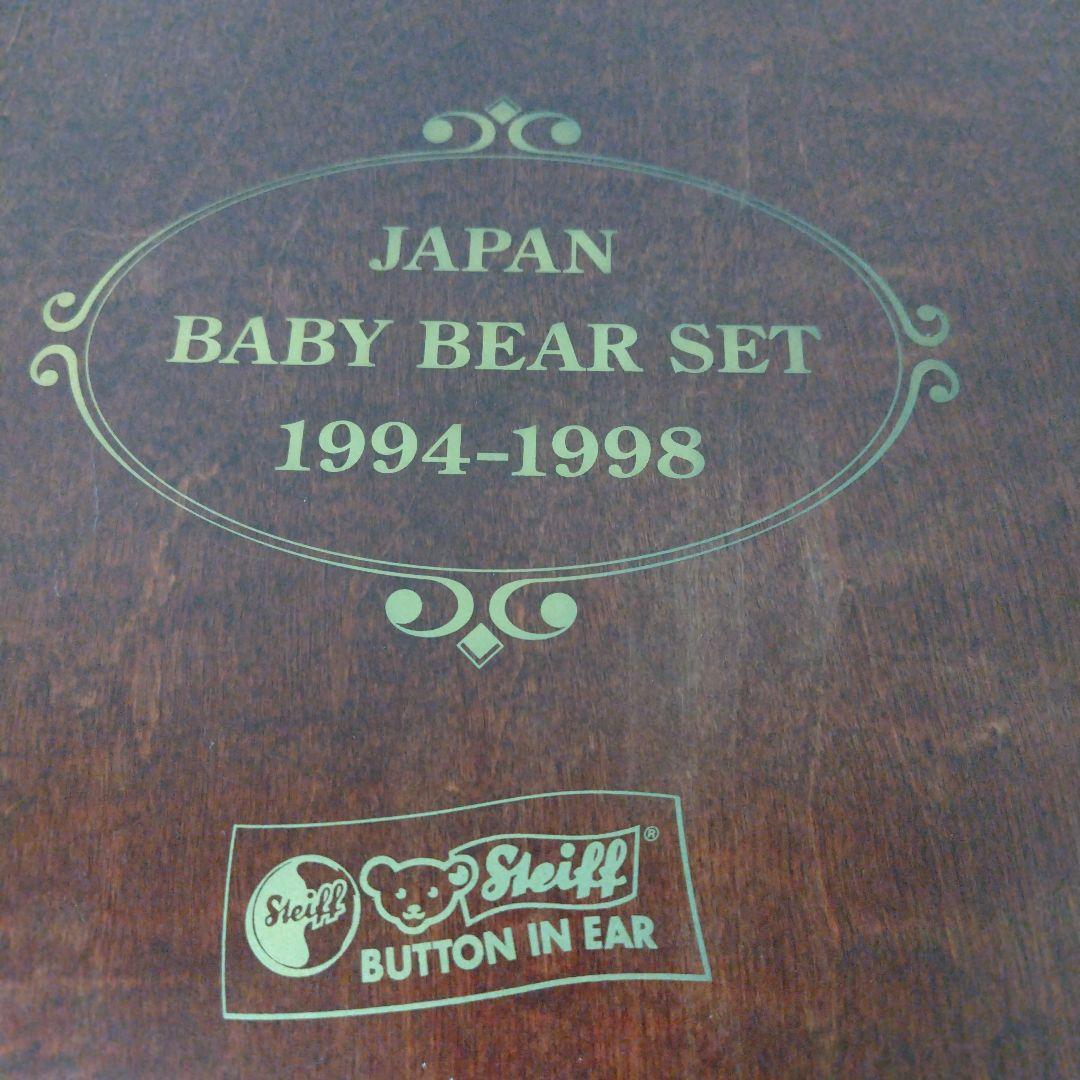 JAPAN
BABY BEAR SET
1994-1998
Steiff
Steiff®
BUTTON IN EAR